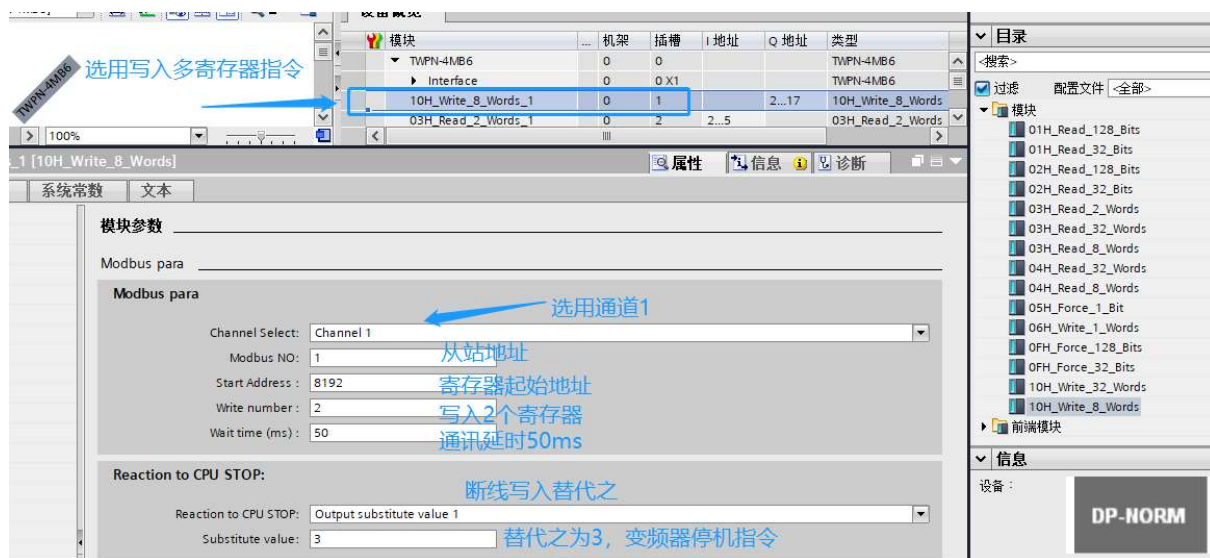 设备概览
模块 ... 机架 插槽 I 地址 Q 地址 类型
TWPN-4MB6 0 0 TWPN-4MB6
Interface 0 0 X1 TWPN-4MB6
10H_Write_8_Words_1 0 1 2...17 10H_Write_8_Words
03H_Read_2_Words_1 0 2 2...5 03H_Read_2_Words
TWPN-4MB6
选用写入多寄存器指令
100%
_1 [10H_Write_8_Words]
属性 信息 诊断
系统常数 文本
模块参数
Modbus para
Modbus para
选用通道1
Channel Select: Channel 1
Modbus NO: 1 从站地址
Start Address : 8192 寄存器起始地址
Write number : 2 写入2个寄存器
Wait time (ms) : 50 通讯延时50ms
Reaction to CPU STOP:
断线写入替代之
Reaction to CPU STOP: Output substitute value 1
Substitute value: 3 替代之为3，变频器停机指令
目录
<搜索>
过滤 配置文件 <全部>
模块
01H_Read_128_Bits
01H_Read_32_Bits
02H_Read_128_Bits
02H_Read_32_Bits
03H_Read_2_Words
03H_Read_32_Words
03H_Read_8_Words
04H_Read_32_Words
04H_Read_8_Words
05H_Force_1_Bit
06H_Write_1_Words
0FH_Force_128_Bits
0FH_Force_32_Bits
10H_Write_32_Words
10H_Write_8_Words
前端模块
信息
设备：
DP-NORM